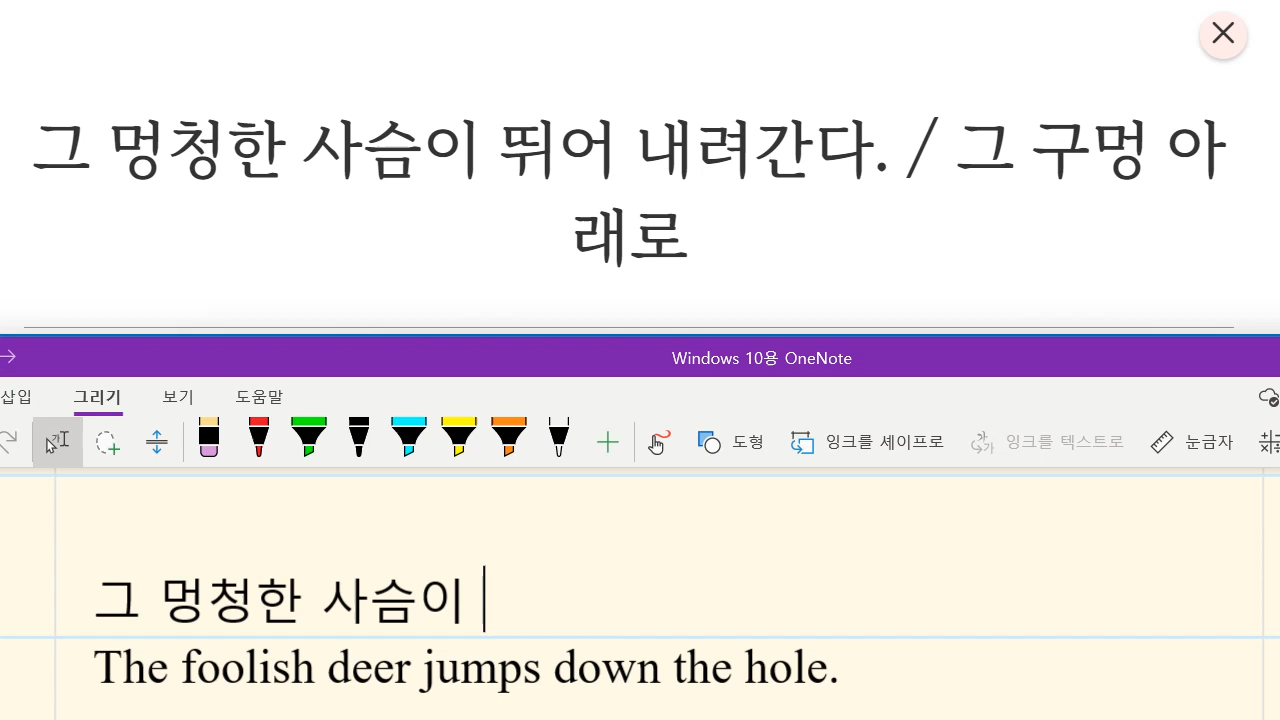 그 멍청한 사슴이 뛰어 내려간다. / 그 구멍 아
래로
Windows 10용 OneNote
삽입 그리기 보기 도움말
도형 잉크를 셰이프로 잉크를 텍스트로 눈금자
그 멍청한 사슴이
The foolish deer jumps down the hole.